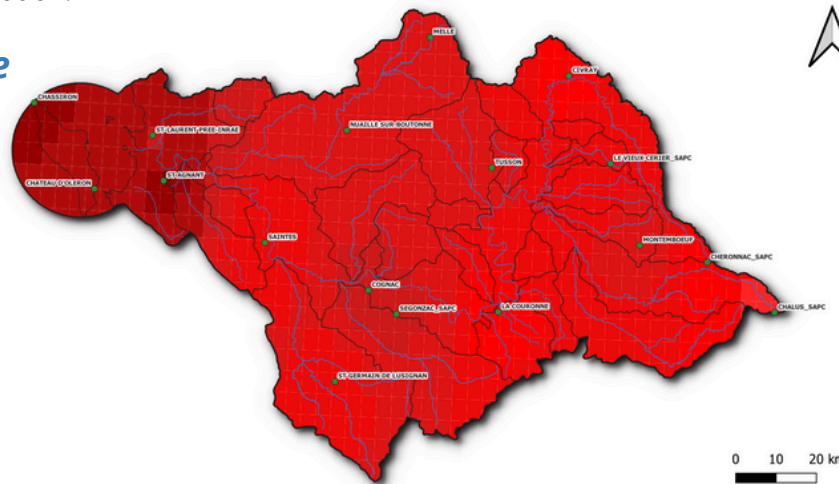 e
MELLE
CIVRAY
CHASSIRON
NUAILLE SUR BOUTONNE
ST-LAURENT-PREE-INRAE
LE VIEUX CERIER_SAPC
TUSSON
ST-AGNANT
CHATEAU D'OLERON
SAINTES
MONTEMBOEUF
CHERONNAC_SAPC
COGNAC
SEGONZAC_SAPC
LA COURONNE
CHALUS_SAPC
ST GERMAIN DE LUSIGNAN
0 10 20 km